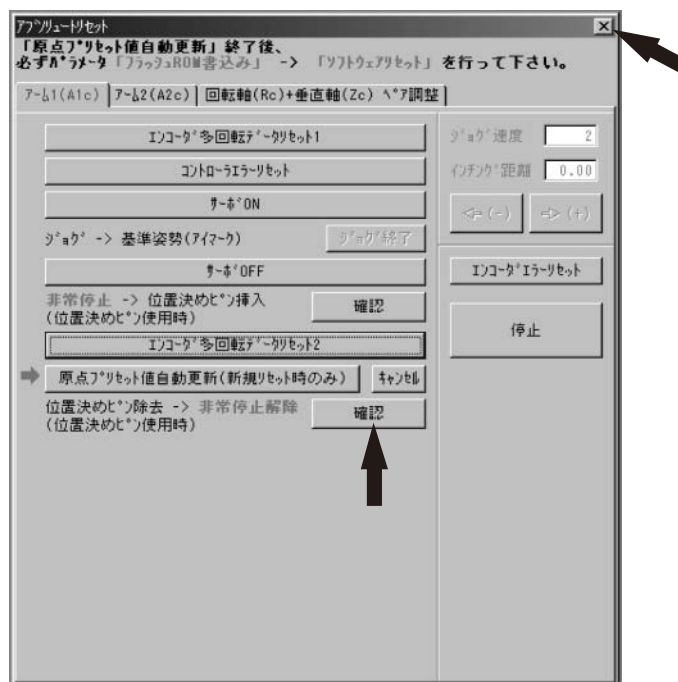 アブソリュートリセット
「原点プリセット値自動更新」終了後、
必ずパラメータ「フラッシュROM書込み」 -> 「ソフトウェアリセット」を行って下さい。
アーム1(A1c) アーム2(A2c) 回転軸(Rc)+垂直軸(Zc) ペア調整
エンコーダ多回転データリセット1
コントローラエラーリセット
サーボON
ジョグ -> 基準姿勢(アイマーク) ジョグ終了
サーボOFF
非常停止 -> 位置決めピン挿入
(位置決めピン使用時)
確認
エンコーダ多回転データリセット2
原点プリセット値自動更新(新規リセット時のみ) キャンセル
位置決めピン除去 -> 非常停止解除
(位置決めピン使用時)
確認
ジョグ速度 2
インチング距離 0.00
<= (-) => (+)
エンコーダエラーリセット
停止